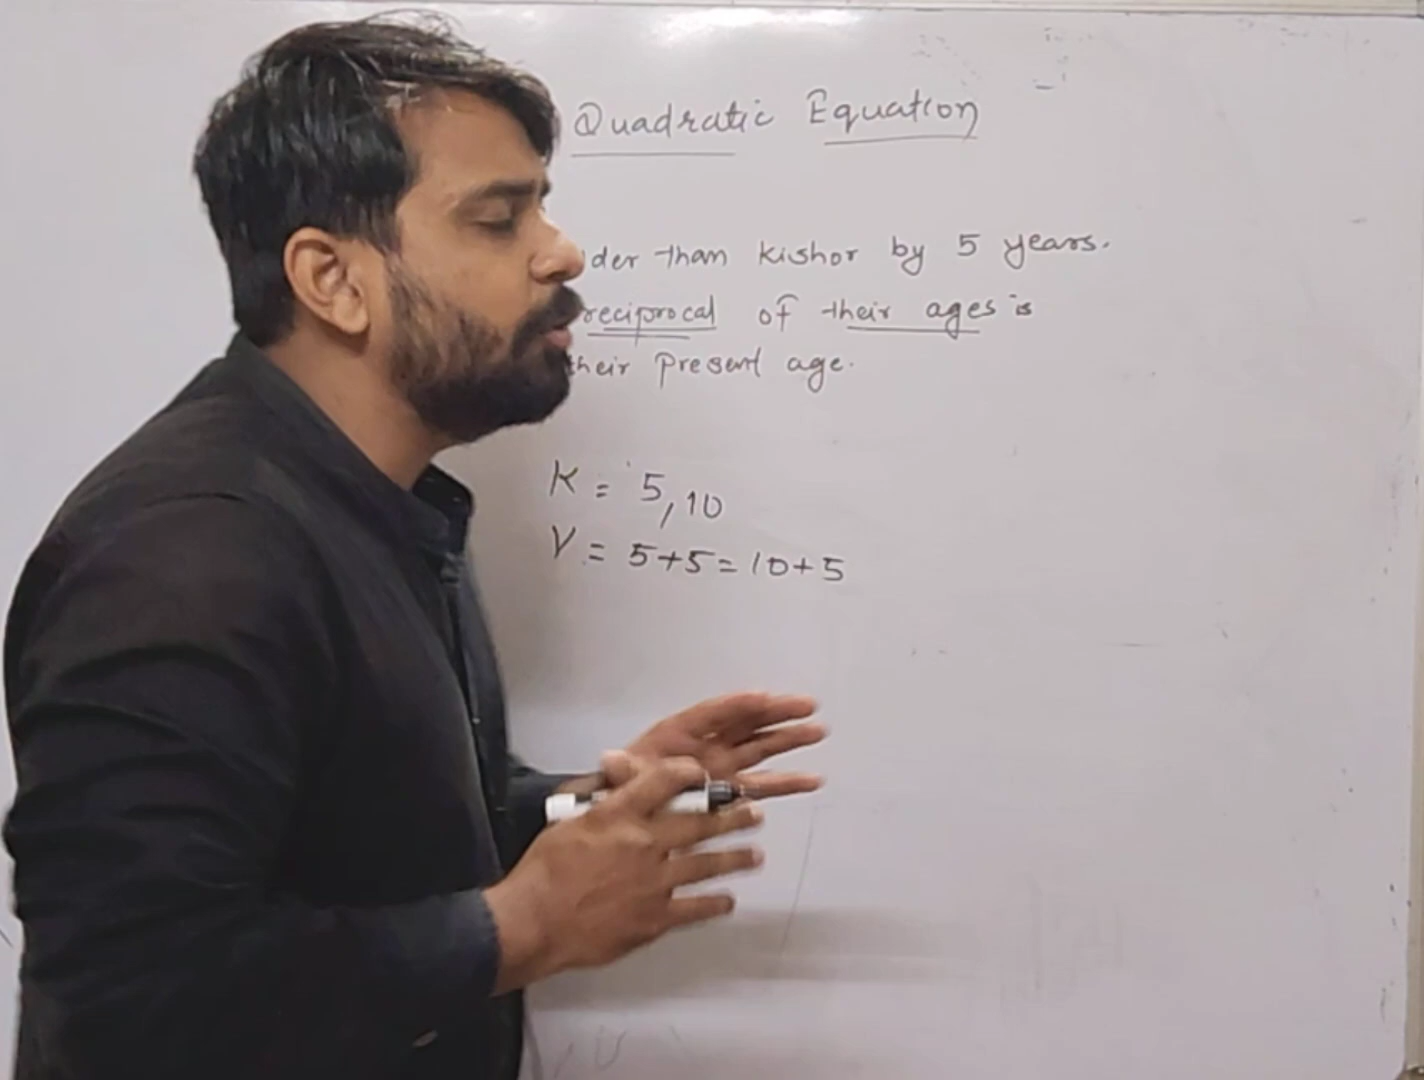 Quadratic Equation
lder than kishor by 5 years.
reciprocal of their ages is
their present age.
K = 5, 10
V = 5+5 = 10+5